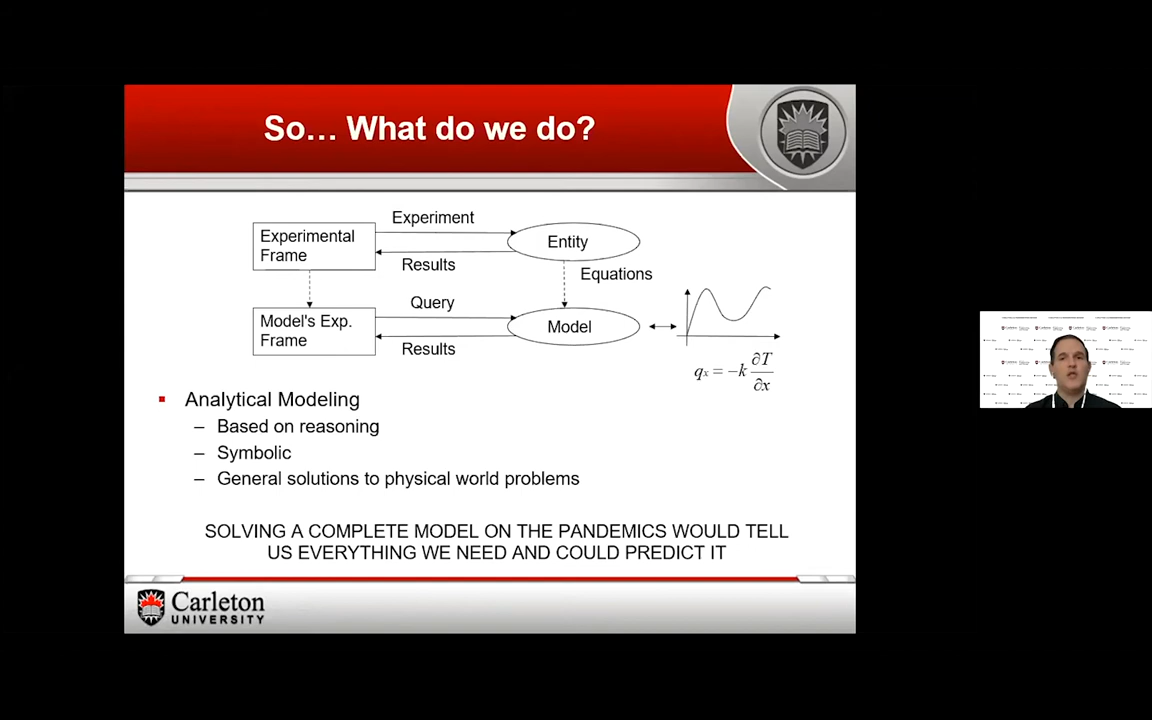 So... What do we do?
Experiment
Experimental
Frame
Entity
Results
Equations
Query
Model's Exp.
Frame
Model
Results
qx = −k ∂T/∂x
Analytical Modeling
– Based on reasoning
– Symbolic
– General solutions to physical world problems
SOLVING A COMPLETE MODEL ON THE PANDEMICS WOULD TELL
US EVERYTHING WE NEED AND COULD PREDICT IT
Carleton
UNIVERSITY